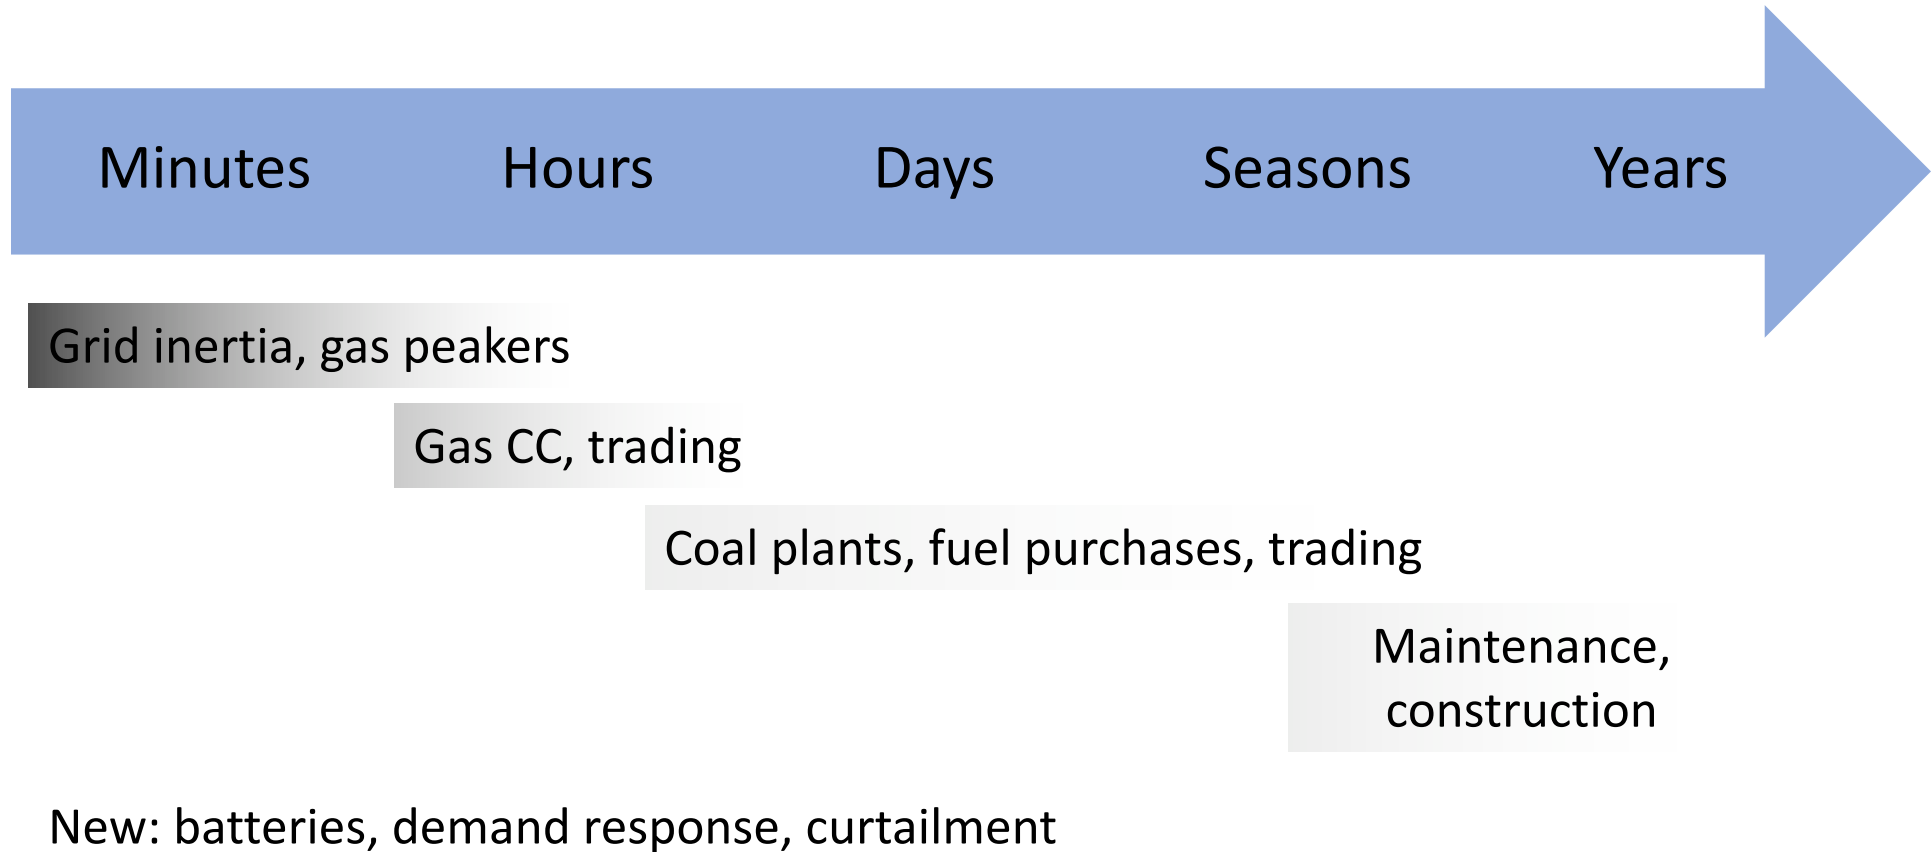 Minutes Hours Days Seasons Years
Grid inertia, gas peakers
Gas CC, trading
Coal plants, fuel purchases, trading
Maintenance,
construction
New: batteries, demand response, curtailment